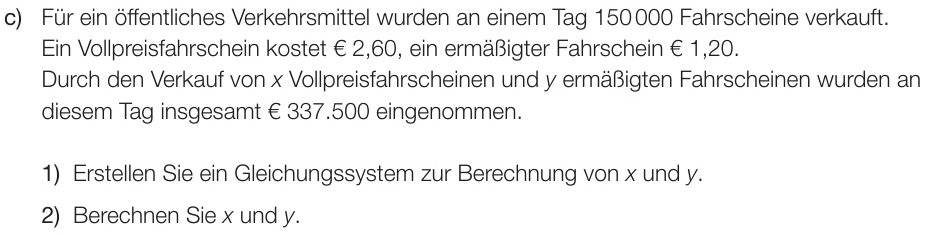 c) Für ein öffentliches Verkehrsmittel wurden an einem Tag 150 000 Fahrscheine verkauft.
Ein Vollpreisfahrschein kostet € 2,60, ein ermäßigter Fahrschein € 1,20.
Durch den Verkauf von x Vollpreisfahrscheinen und y ermäßigten Fahrscheinen wurden an
diesem Tag insgesamt € 337.500 eingenommen.
1) Erstellen Sie ein Gleichungssystem zur Berechnung von x und y.
2) Berechnen Sie x und y.